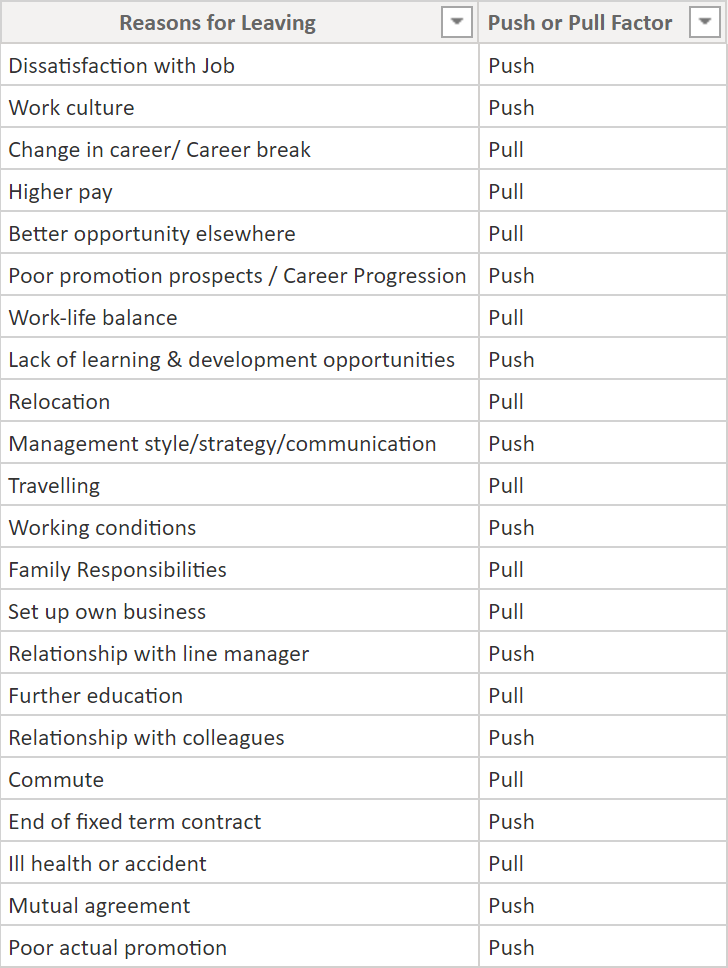 Reasons for Leaving Push or Pull Factor
Dissatisfaction with Job Push
Work culture Push
Change in career/ Career break Pull
Higher pay Pull
Better opportunity elsewhere Pull
Poor promotion prospects / Career Progression Push
Work-life balance Pull
Lack of learning & development opportunities Push
Relocation Pull
Management style/strategy/communication Push
Travelling Pull
Working conditions Push
Family Responsibilities Pull
Set up own business Pull
Relationship with line manager Push
Further education Pull
Relationship with colleagues Push
Commute Pull
End of fixed term contract Push
Ill health or accident Pull
Mutual agreement Push
Poor actual promotion Push